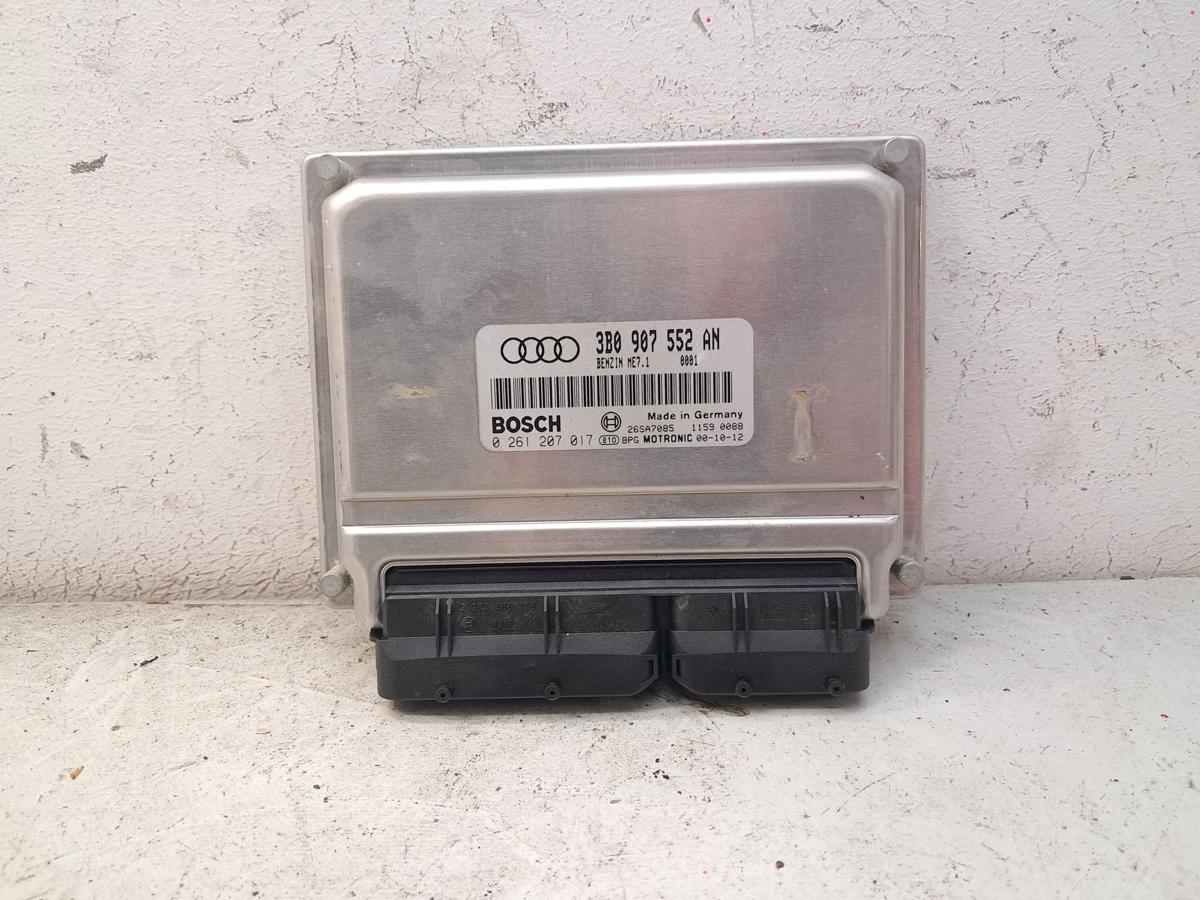 3B0 907 552 AN
BENZIN ME7.1 0001
BOSCH Made in Germany
26SA7085 1159 0088
0 261 207 017 810 BPG MOTRONIC 00-10-12